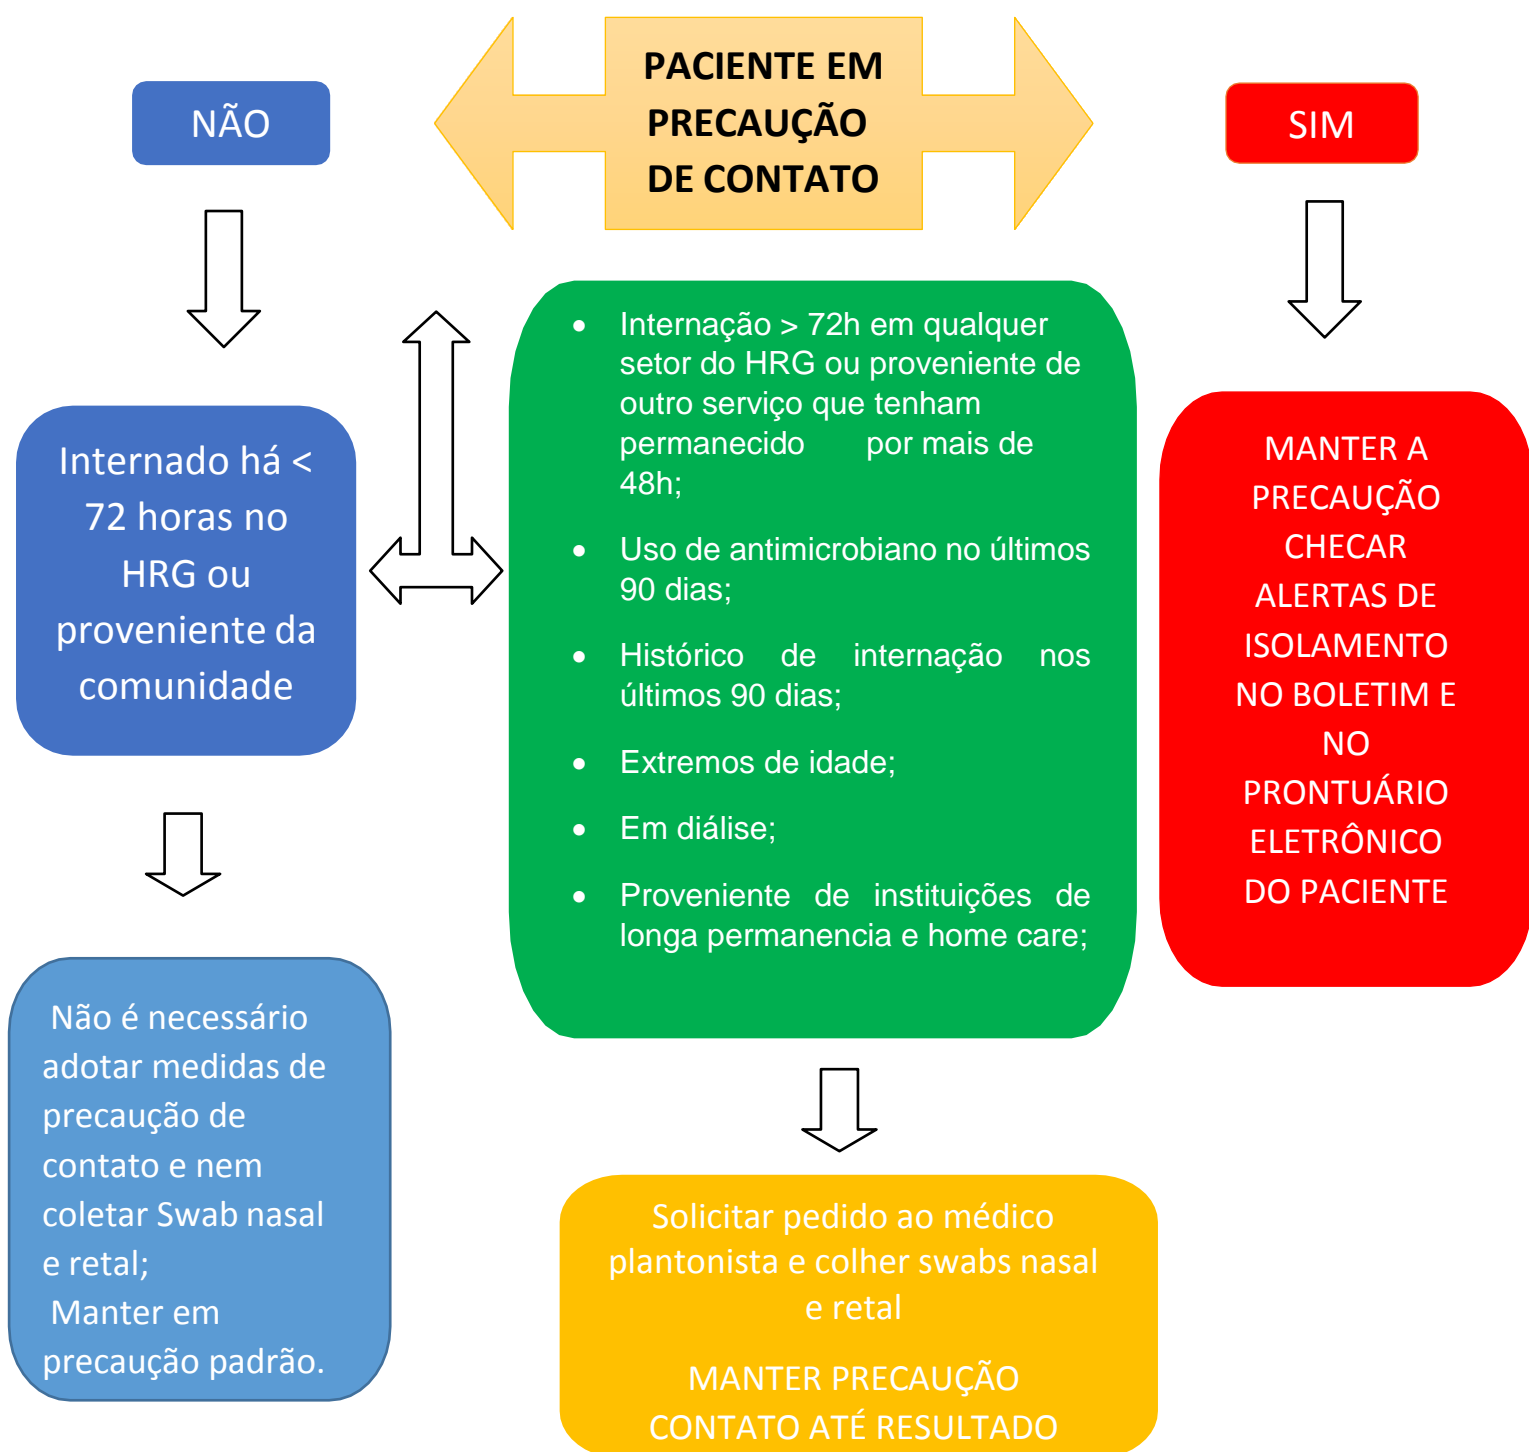 PACIENTE EM
PRECAUÇÃO
DE CONTATO
NÃO
SIM
Internado há <
72 horas no
HRG ou
proveniente da
comunidade
• Internação > 72h em qualquer
setor do HRG ou proveniente de
outro serviço que tenham
permanecido por mais de
48h;
• Uso de antimicrobiano no últimos
90 dias;
• Histórico de internação nos
últimos 90 dias;
• Extremos de idade;
• Em diálise;
• Proveniente de instituições de
longa permanencia e home care;
MANTER A
PRECAUÇÃO
CHECAR
ALERTAS DE
ISOLAMENTO
NO BOLETIM E
NO
PRONTUÁRIO
ELETRÔNICO
DO PACIENTE
Não é necessário
adotar medidas de
precaução de
contato e nem
coletar Swab nasal
e retal;
Manter em
precaução padrão.
Solicitar pedido ao médico
plantonista e colher swabs nasal
e retal
MANTER PRECAUÇÃO
CONTATO ATÉ RESULTADO